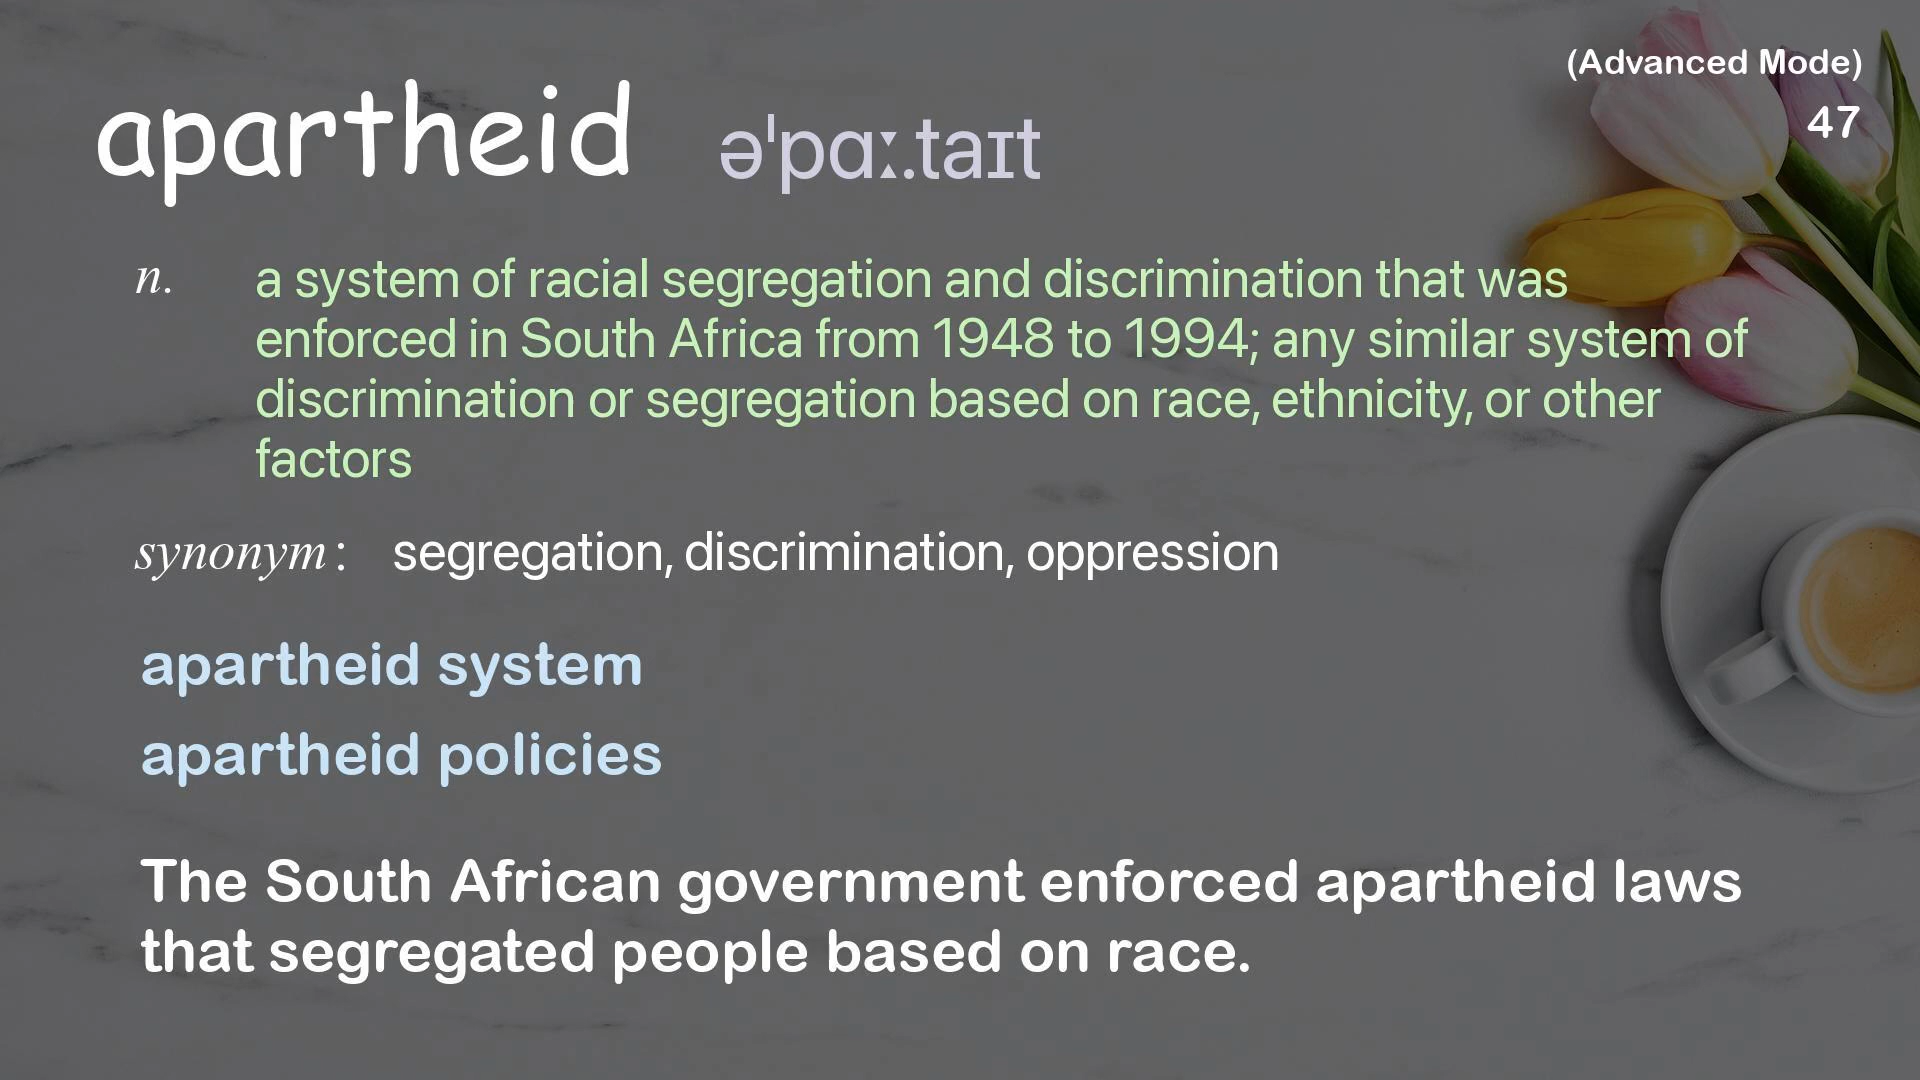 (Advanced Mode)
47
apartheid əˈpɑː.taɪt
n. a system of racial segregation and discrimination that was
enforced in South Africa from 1948 to 1994; any similar system of
discrimination or segregation based on race, ethnicity, or other
factors
synonym: segregation, discrimination, oppression
apartheid system
apartheid policies
The South African government enforced apartheid laws
that segregated people based on race.